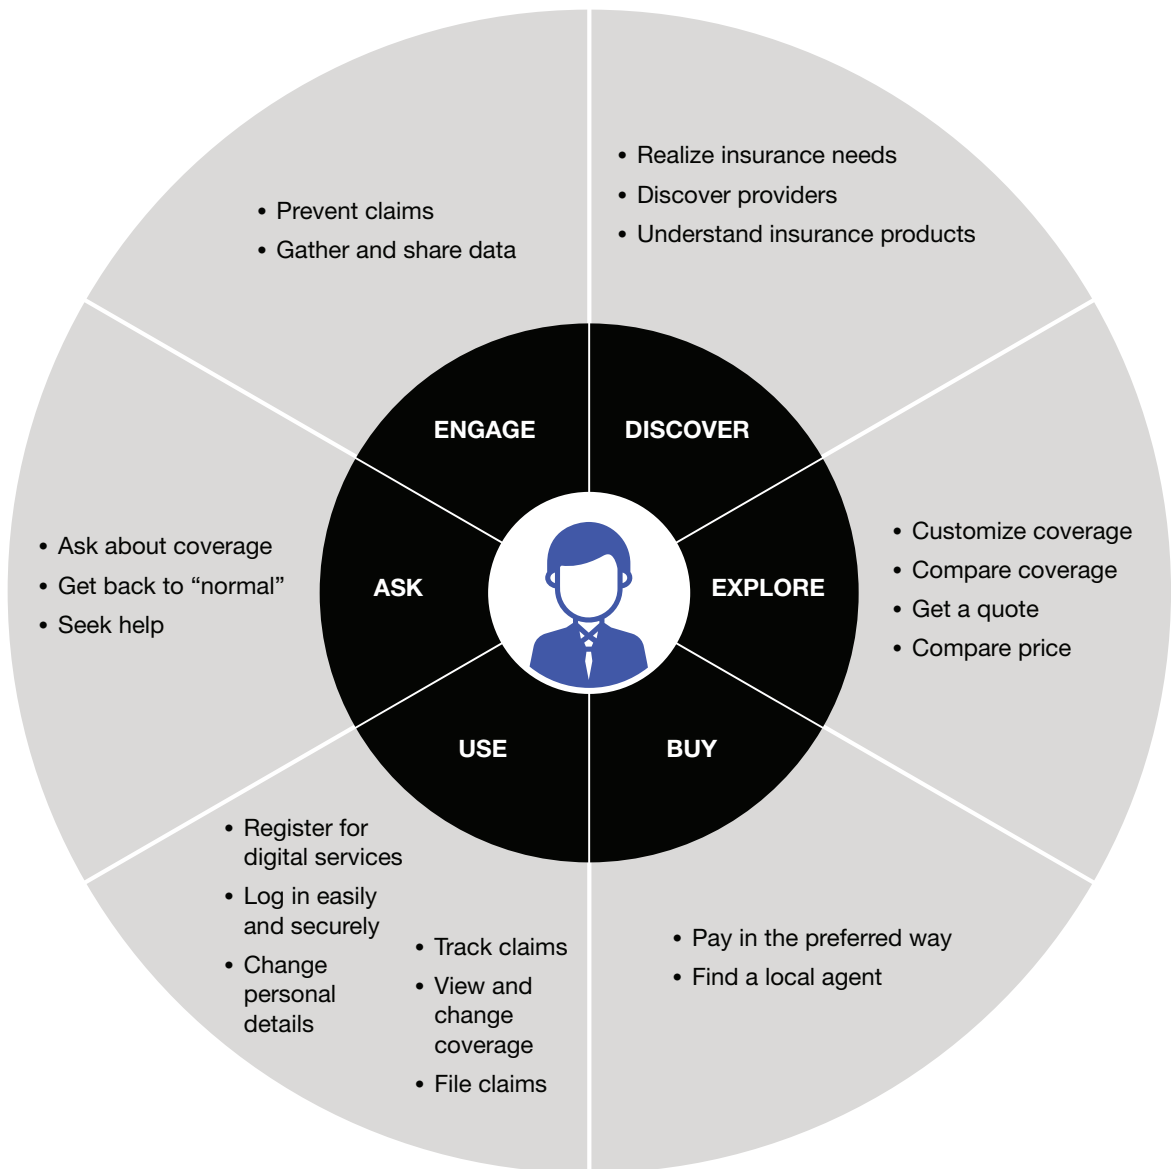 • Prevent claims
• Gather and share data
• Realize insurance needs
• Discover providers
• Understand insurance products
ENGAGE
DISCOVER
• Ask about coverage
• Get back to “normal”
• Seek help
ASK
EXPLORE
• Customize coverage
• Compare coverage
• Get a quote
• Compare price
USE
BUY
• Register for
digital services
• Log in easily
and securely
• Change
personal
details
• Track claims
• View and
change
coverage
• File claims
• Pay in the preferred way
• Find a local agent